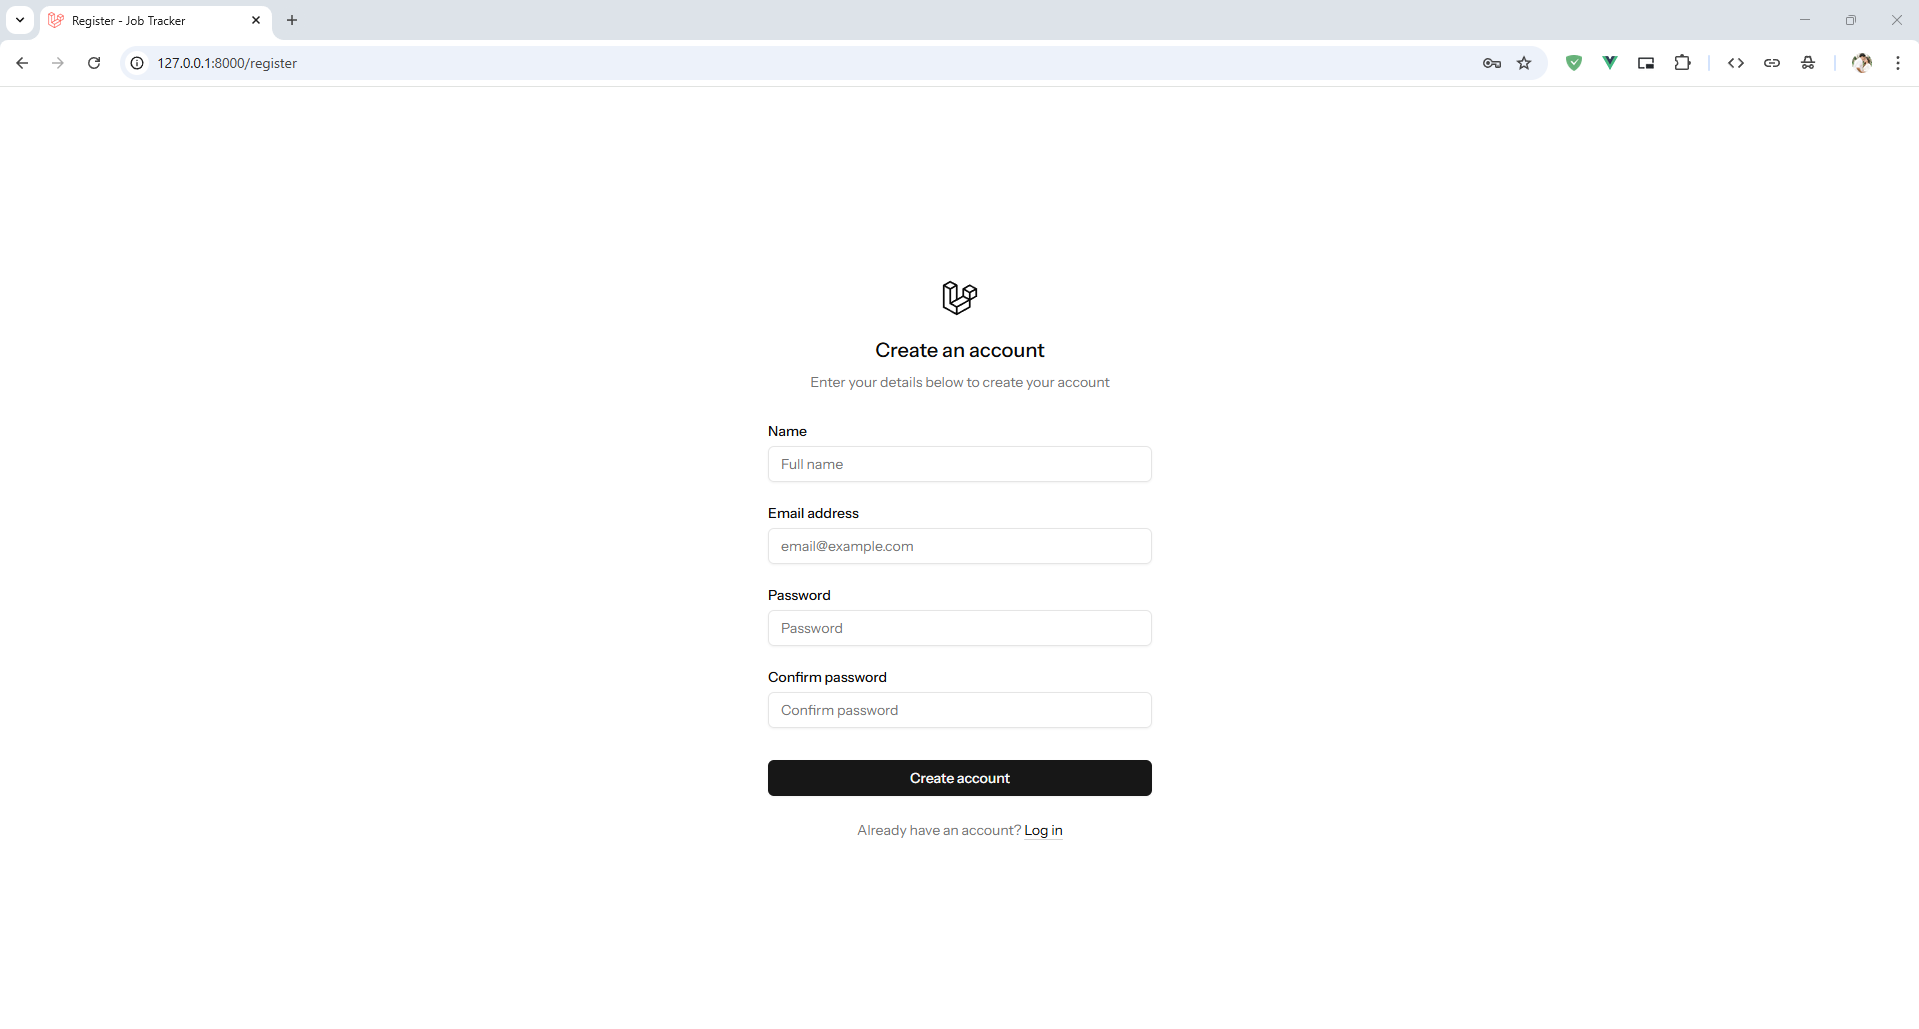 Register - Job Tracker
127.0.0.1:8000/register
Create an account
Enter your details below to create your account
Name
Full name
Email address
email@example.com
Password
Password
Confirm password
Confirm password
Create account
Already have an account? Log in